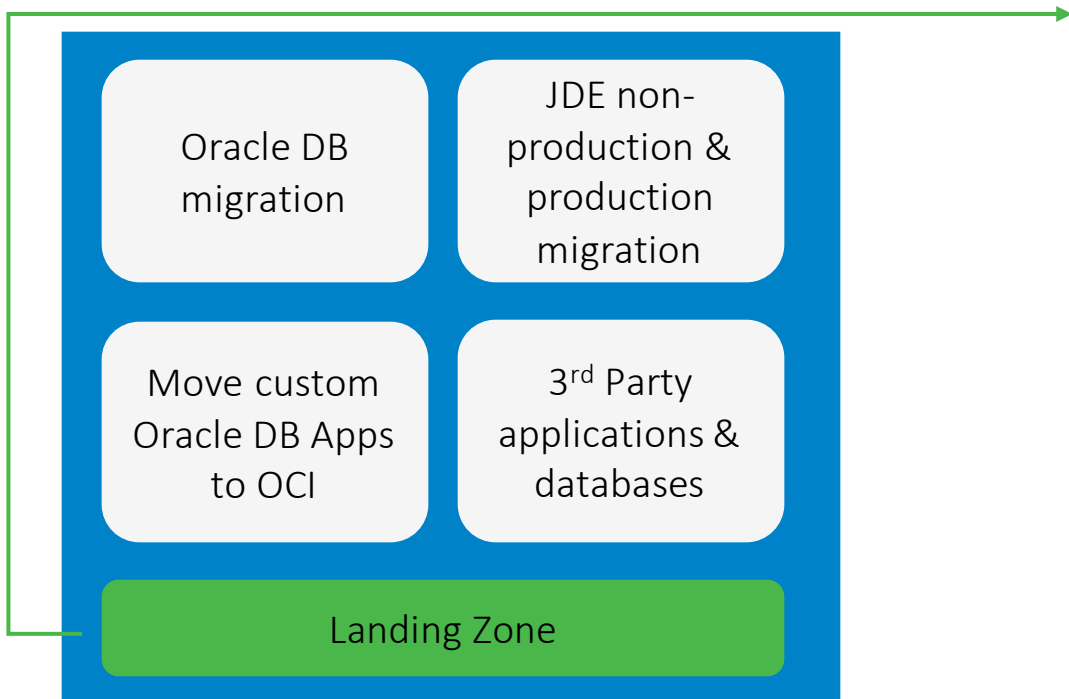 Oracle DB
migration
JDE non-
production &
production
migration
Move custom
Oracle DB Apps
to OCI
3rd Party
applications &
databases
Landing Zone